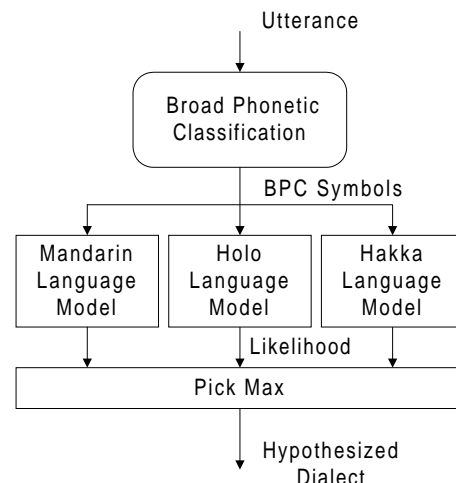 Utterance
Broad Phonetic
Classification
BPC Symbols
Mandarin
Language
Model
Holo
Language
Model
Hakka
Language
Model
Likelihood
Pick Max
Hypothesized
Dialect